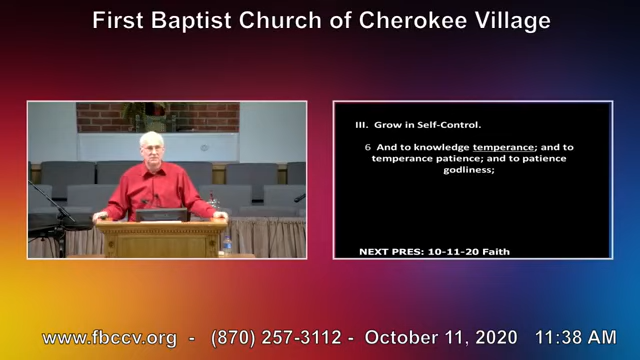 First Baptist Church of Cherokee Village
III. Grow in Self-Control.
6 And to knowledge temperance; and to
temperance patience; and to patience
godliness;
NEXT PRES: 10-11-20 Faith
www.fbccv.org - (870) 257-3112 - October 11, 2020 11:38 AM